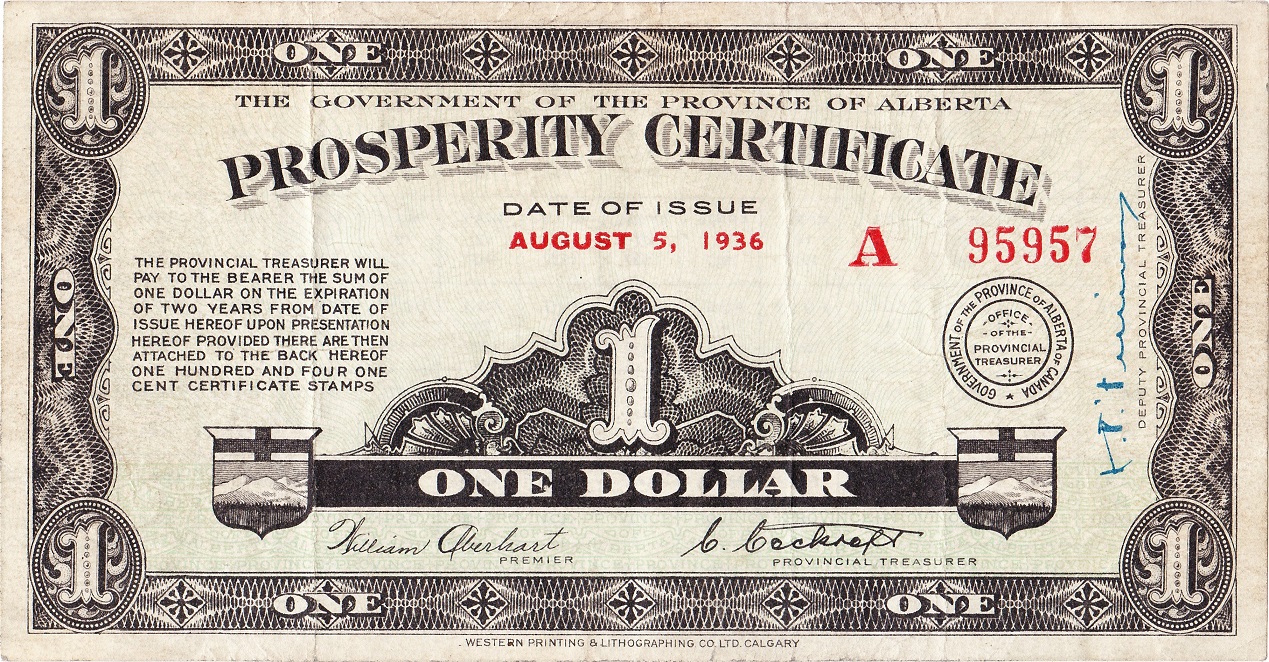 ONE ONE
1 1
THE GOVERNMENT OF THE PROVINCE OF ALBERTA
PROSPERITY CERTIFICATE
DATE OF ISSUE
AUGUST 5, 1936
A 95957
THE PROVINCIAL TREASURER WILL
PAY TO THE BEARER THE SUM OF
ONE DOLLAR ON THE EXPIRATION
OF TWO YEARS FROM DATE OF
ISSUE HEREOF UPON PRESENTATION
HEREOF PROVIDED THERE ARE THEN
ATTACHED TO THE BACK HEREOF
ONE HUNDRED AND FOUR ONE
CENT CERTIFICATE STAMPS
ONE
1
GOVERNMENT OF THE PROVINCE OF ALBERTA OF CANADA
OFFICE
OF THE
PROVINCIAL
TREASURER
DEPUTY PROVINCIAL TREASURER
ONE
ONE DOLLAR
William Aberhart
PREMIER
C. Cockroft
PROVINCIAL TREASURER
1 1
ONE ONE
WESTERN PRINTING & LITHOGRAPHING CO. LTD. CALGARY